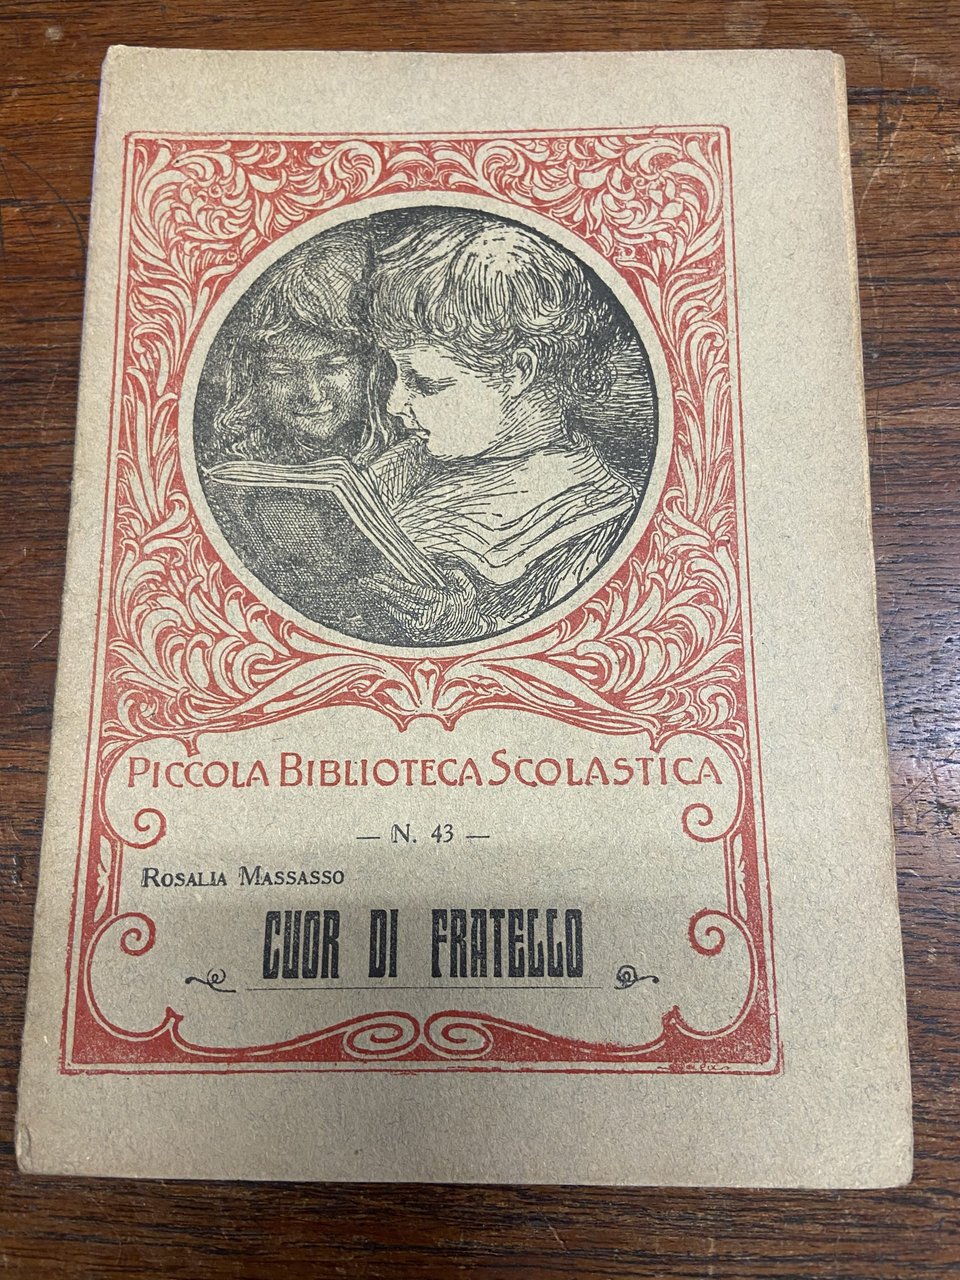 PICCOLA BIBLIOTECA SCOLASTICA
— N. 43 —
ROSALIA MASSASSO
CUOR DI FRATELLO